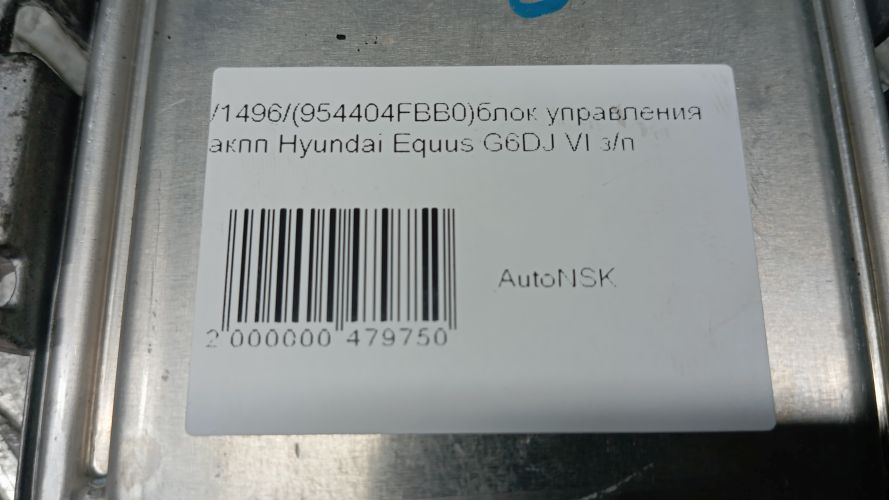 /1496/(954404FBB0)блок управления
акпп Hyundai Equus G6DJ VI з/п
AutoNSK
2 000000 479750